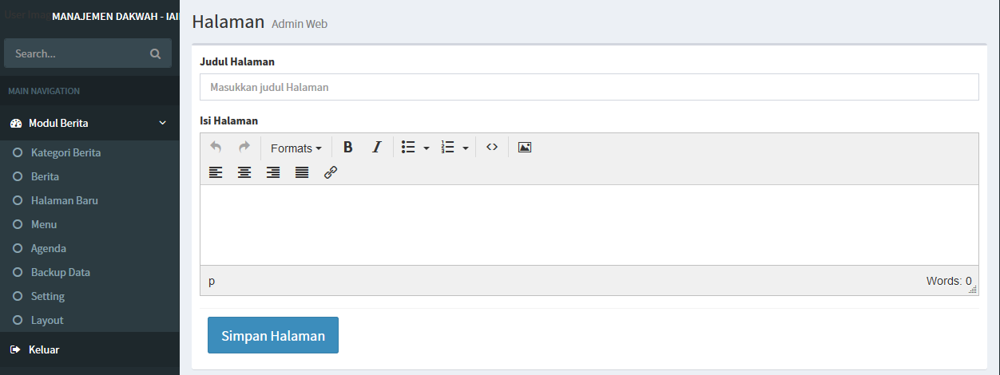 User Ima
MANAJEMEN DAKWAH - IAI
Search...
MAIN NAVIGATION
Modul Berita
Kategori Berita
Berita
Halaman Baru
Menu
Agenda
Backup Data
Setting
Layout
Keluar
Halaman Admin Web
Judul Halaman
Masukkan judul Halaman
Isi Halaman
Formats B I <>
p Words: 0
Simpan Halaman